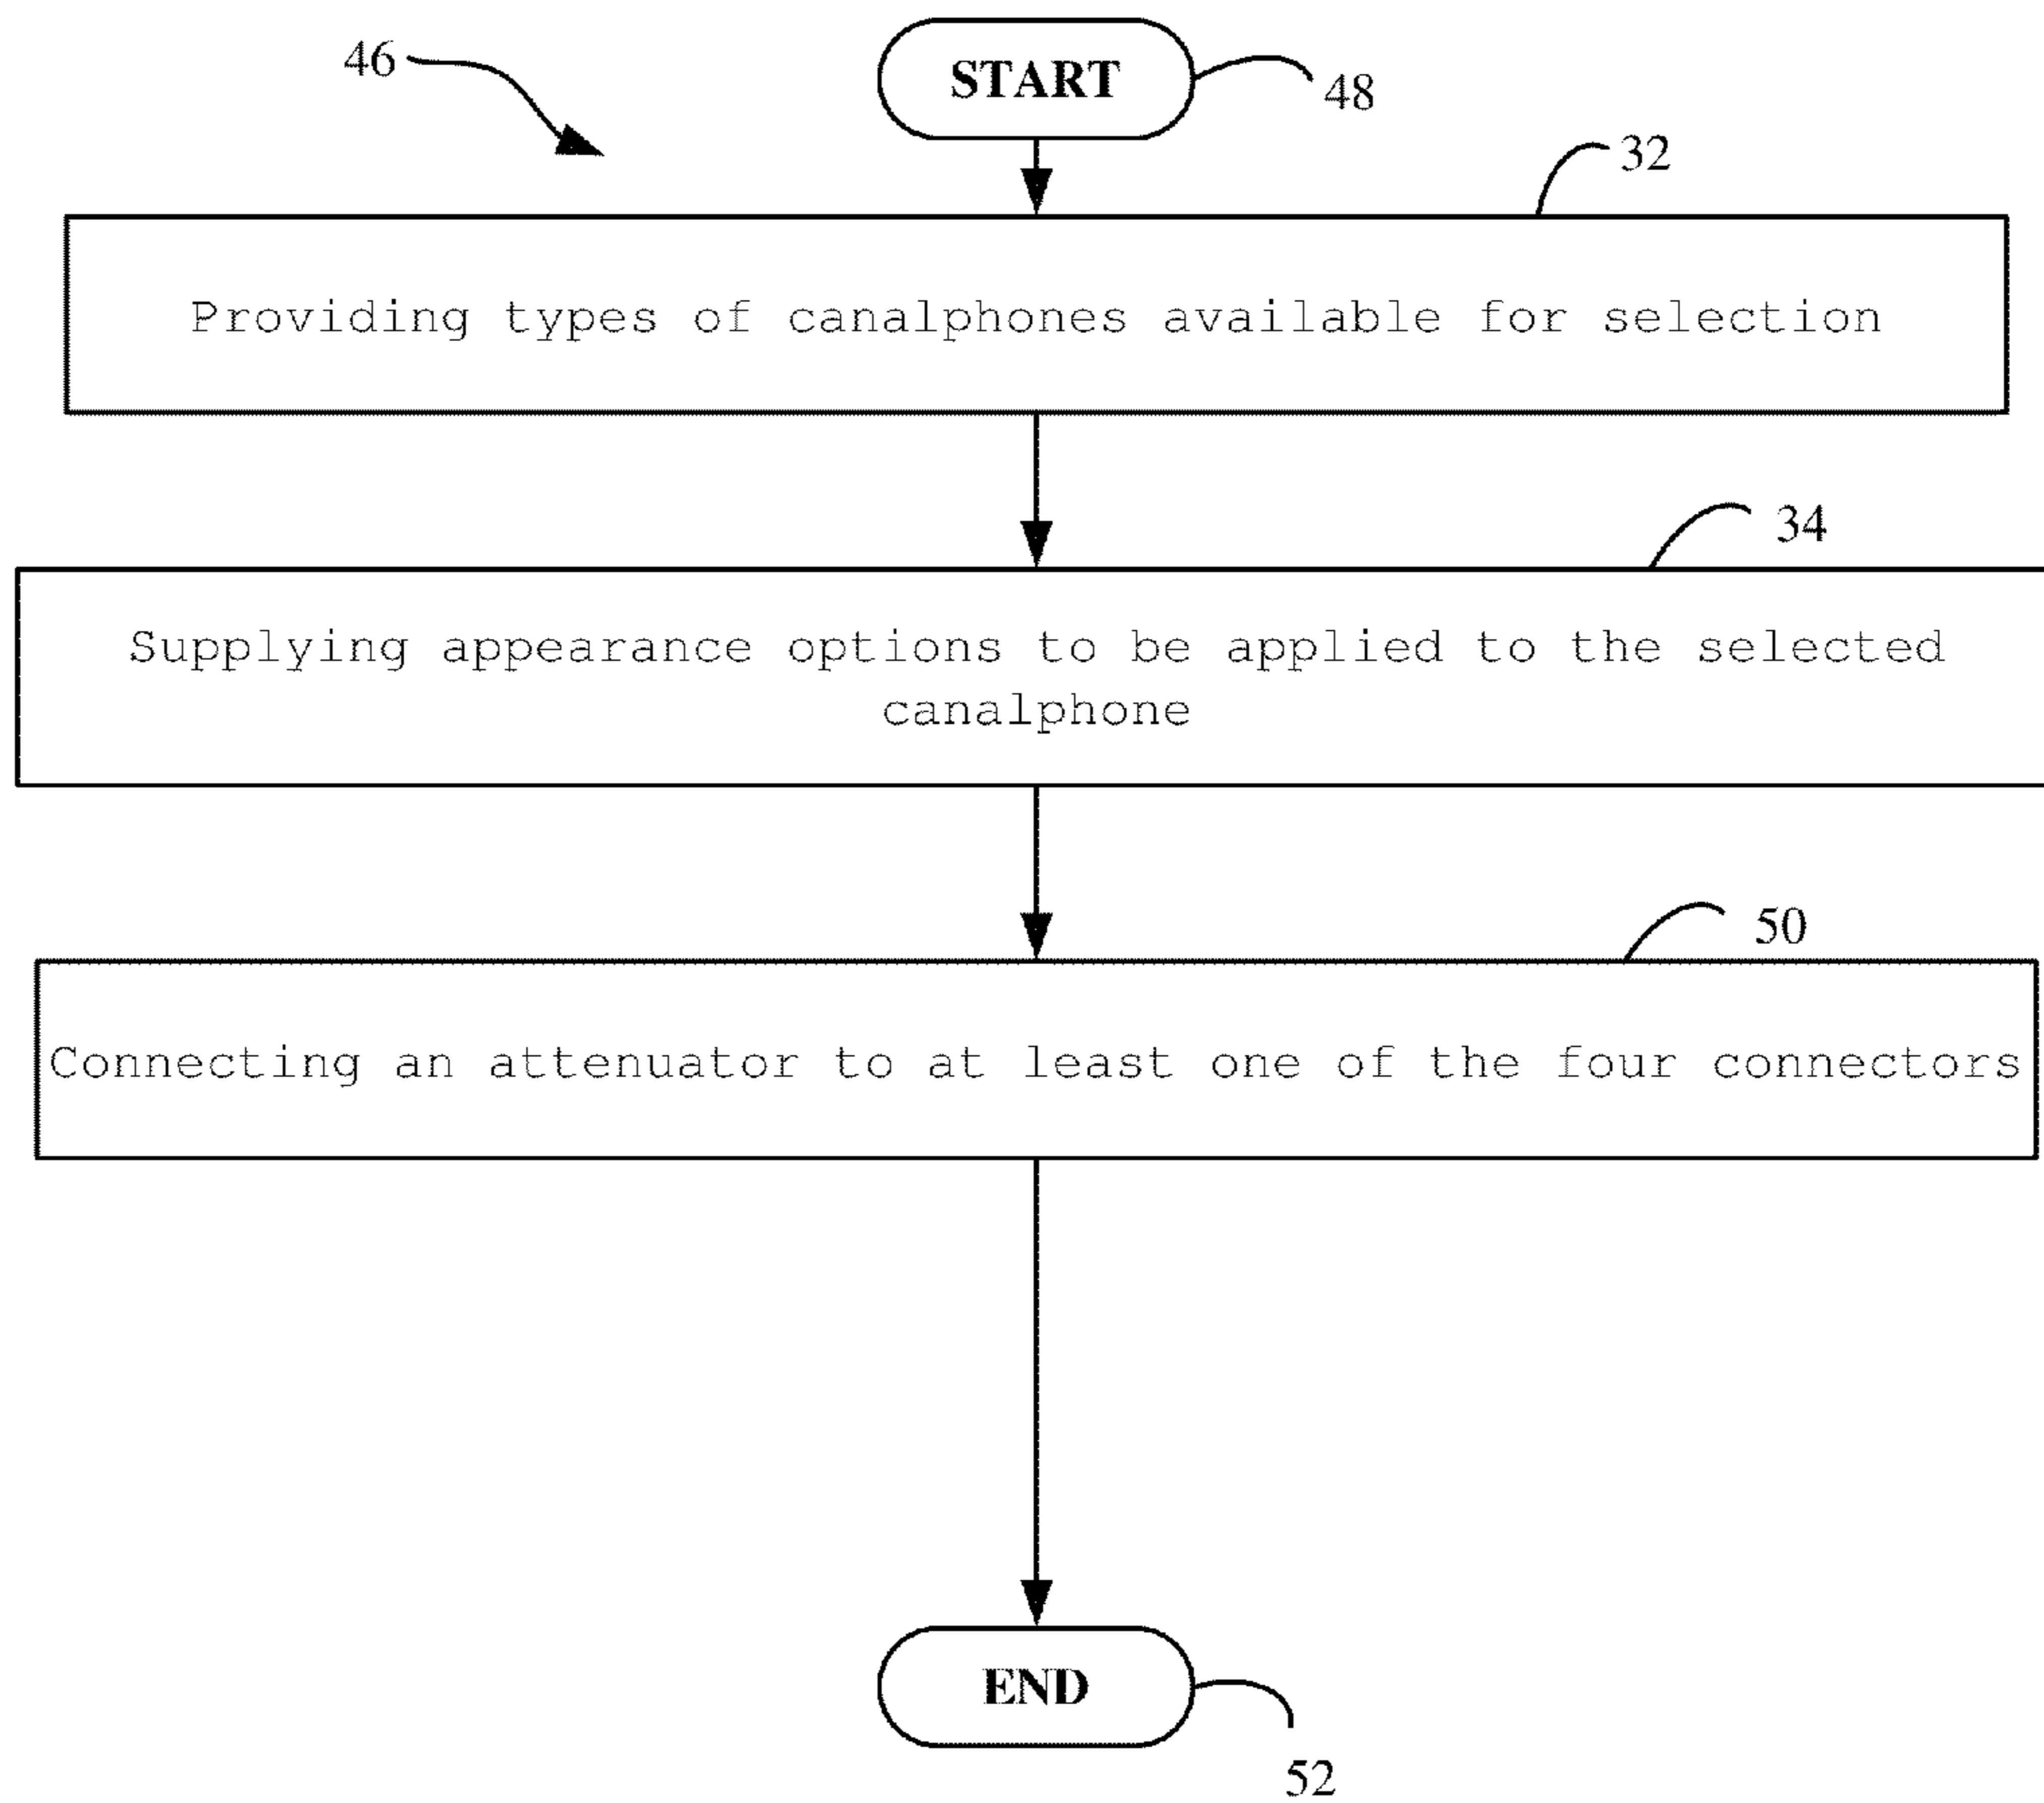 46
START
48
32
Providing types of canalphones available for selection
34
Supplying appearance options to be applied to the selected
canalphone
50
Connecting an attenuator to at least one of the four connectors
END
52